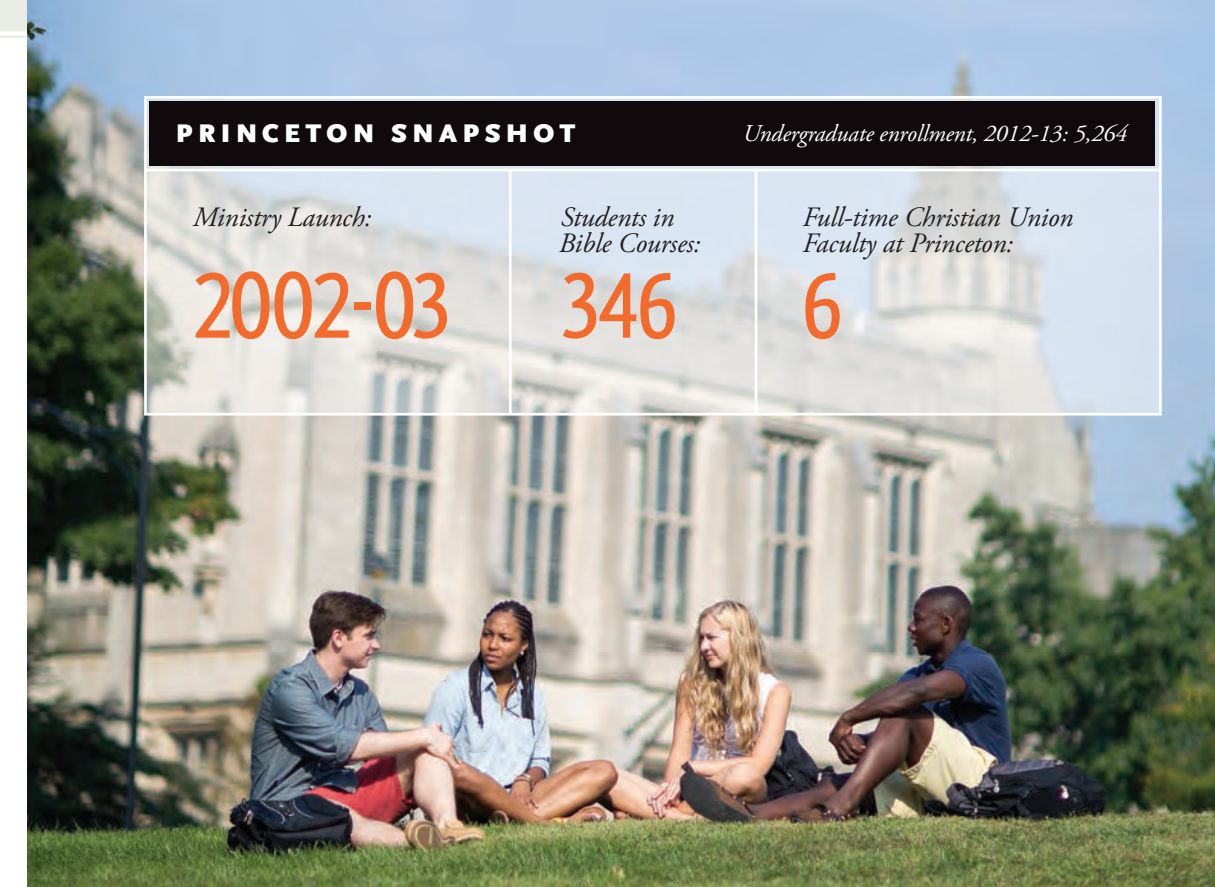 PRINCETON SNAPSHOT
Undergraduate enrollment, 2012-13: 5,264
Ministry Launch:
2002-03
Students in
Bible Courses:
346
Full-time Christian Union
Faculty at Princeton:
6